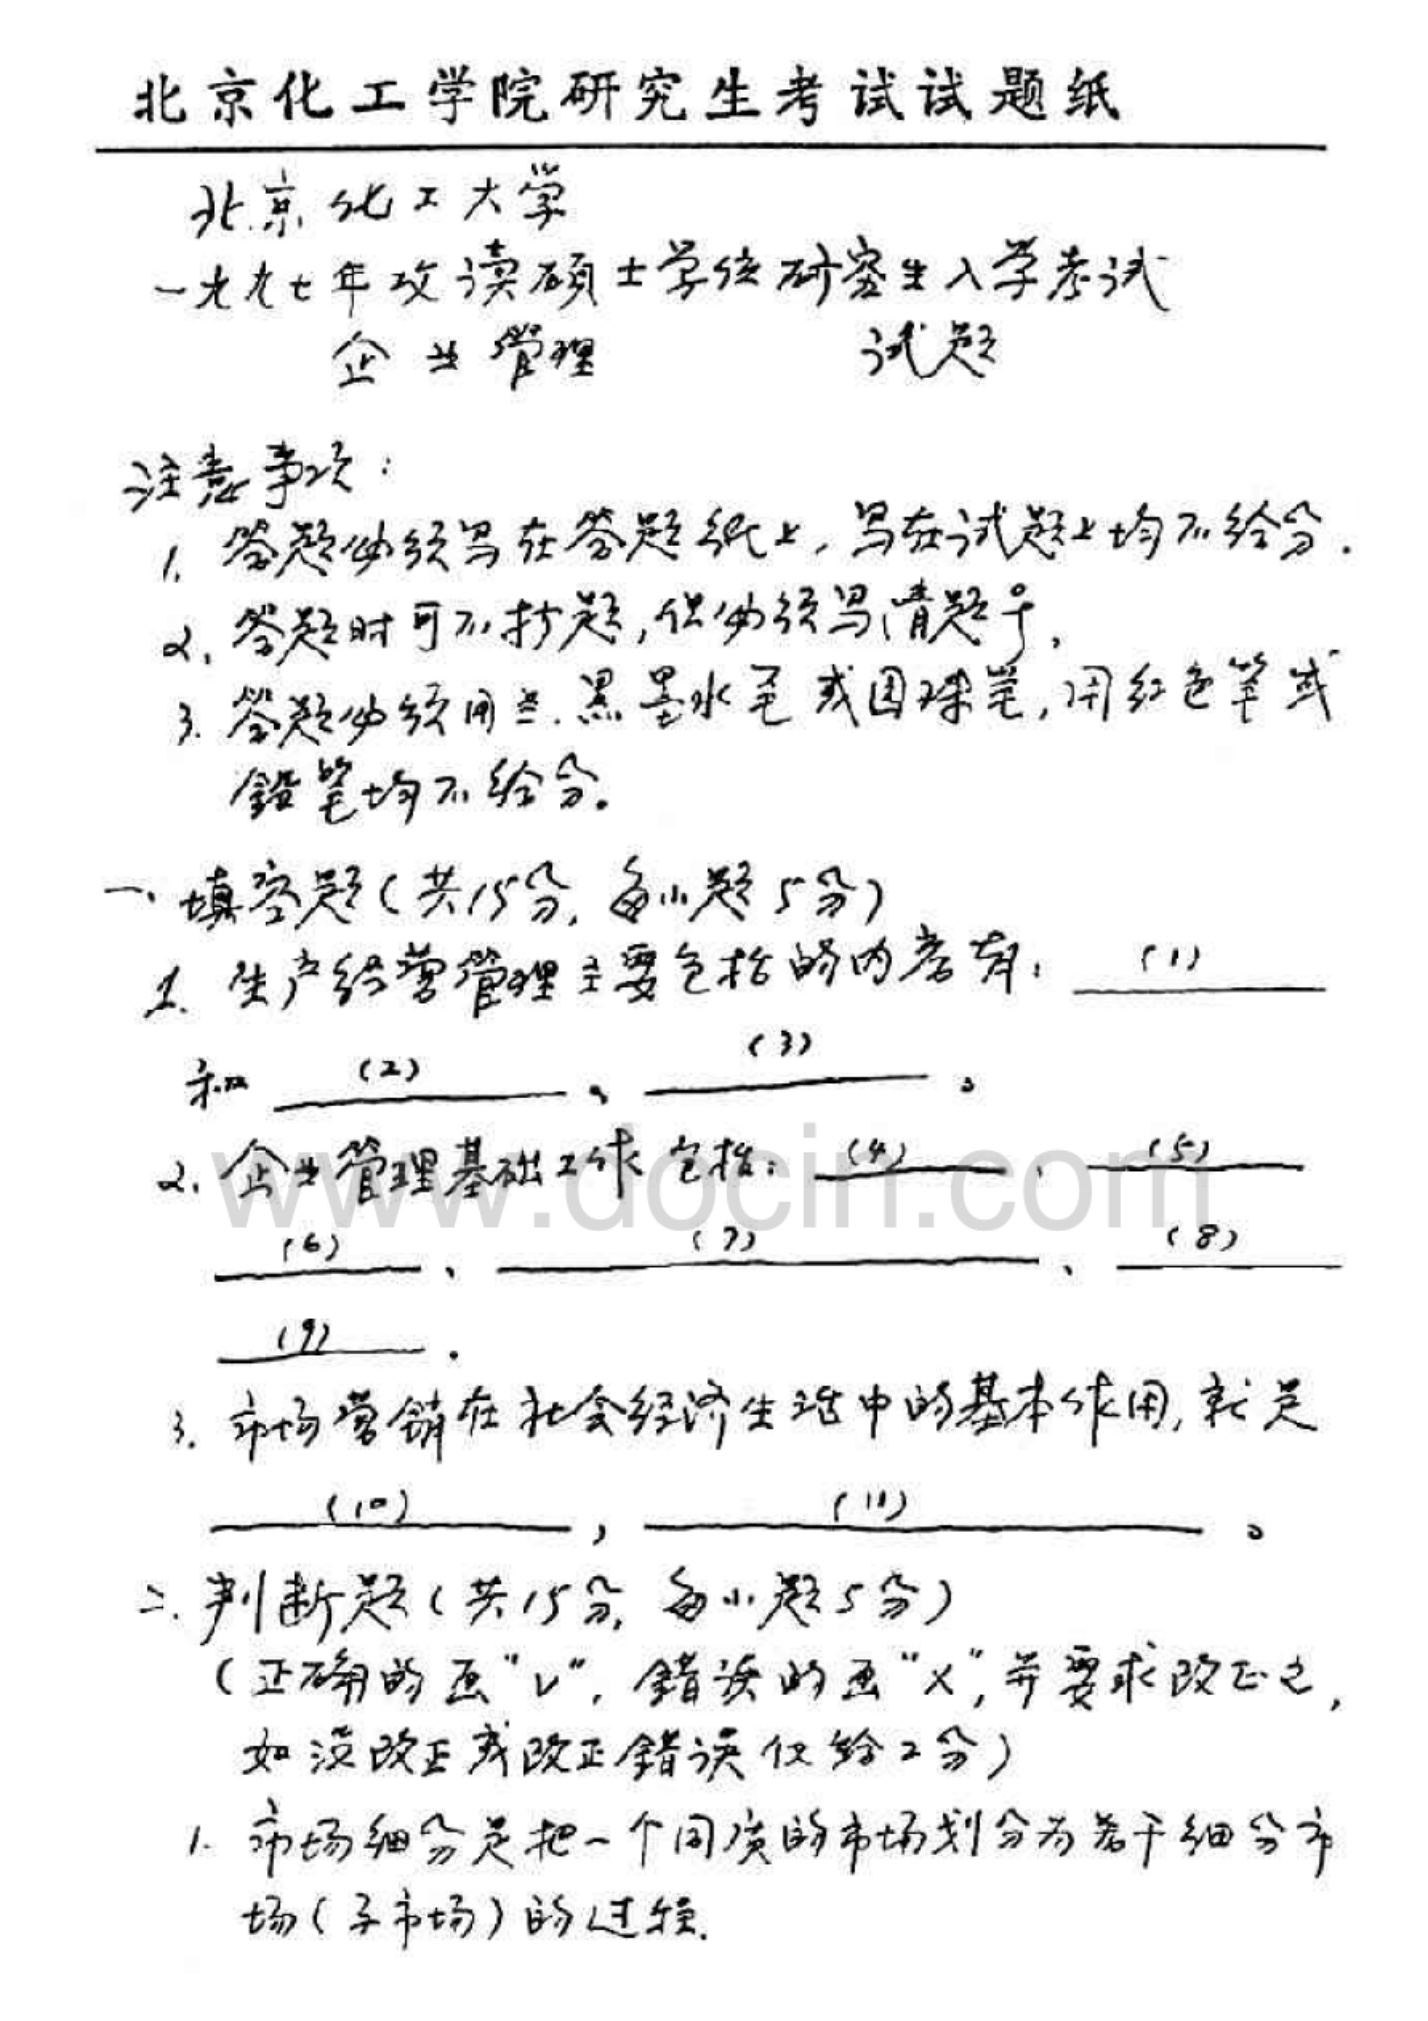 北京化工学院研究生考试试题纸
北京化工大学
一九九七年攻读硕士学位研究生入学考试
企业管理 试题
注意事项：
1. 答题必须写在答题纸上，写在试题上均不给分．
2. 答题时可不抄题，但必须写清题号．
3. 答题必须用兰．黑墨水笔或圆珠笔，用红色笔或
铅笔均不给分。
一、填空题（共15分，每小题5分）
1. 生产经营管理主要包括的内容有： (1)
和 (2) 、 (3) 。
2. 企业管理基础工作包括： (4) 、 (5)
(6) 、 (7) 、 (8)
(9) ．
3. 市场营销在社会经济生活中的基本作用，就是
(10) ， (11) 。
二．判断题（共15分，每小题5分）
（正确的画"√"，错误的画"×"，并要求改正之，
如没改正或改正错误仅给2分）
1. 市场细分是把一个同质的市场划分为若干细分市
场（子市场）的过程．
www.docin.com